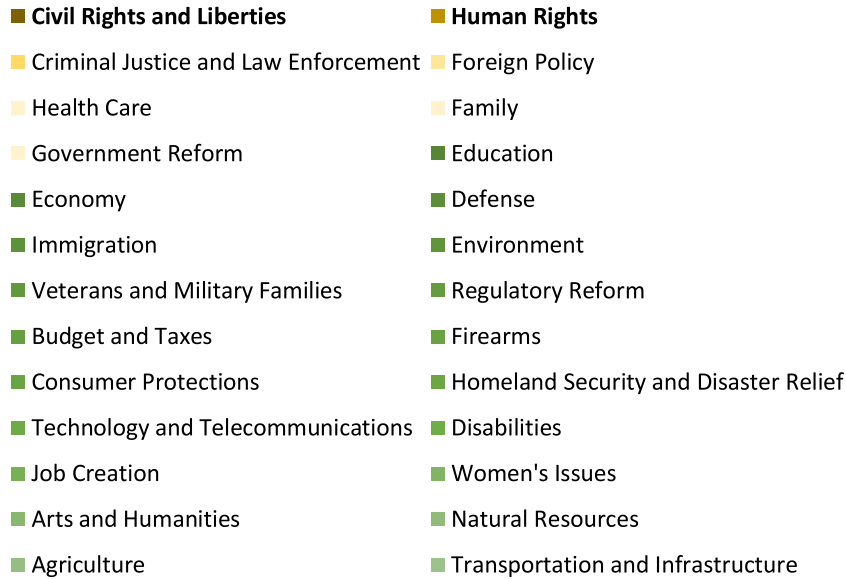 Civil Rights and Liberties
Human Rights
Criminal Justice and Law Enforcement
Foreign Policy
Health Care
Family
Government Reform
Education
Economy
Defense
Immigration
Environment
Veterans and Military Families
Regulatory Reform
Budget and Taxes
Firearms
Consumer Protections
Homeland Security and Disaster Relief
Technology and Telecommunications
Disabilities
Job Creation
Women's Issues
Arts and Humanities
Natural Resources
Agriculture
Transportation and Infrastructure